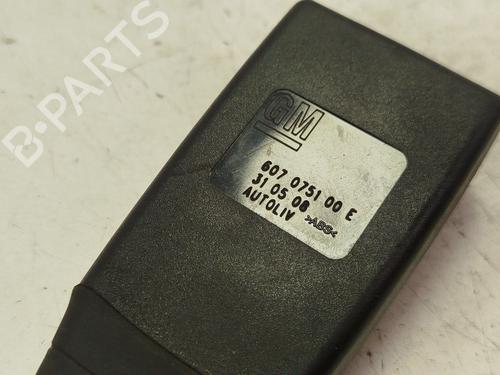 B-PARTS
GM
607 0751 00 E
31 05 08
AUTOLIV >ABS<